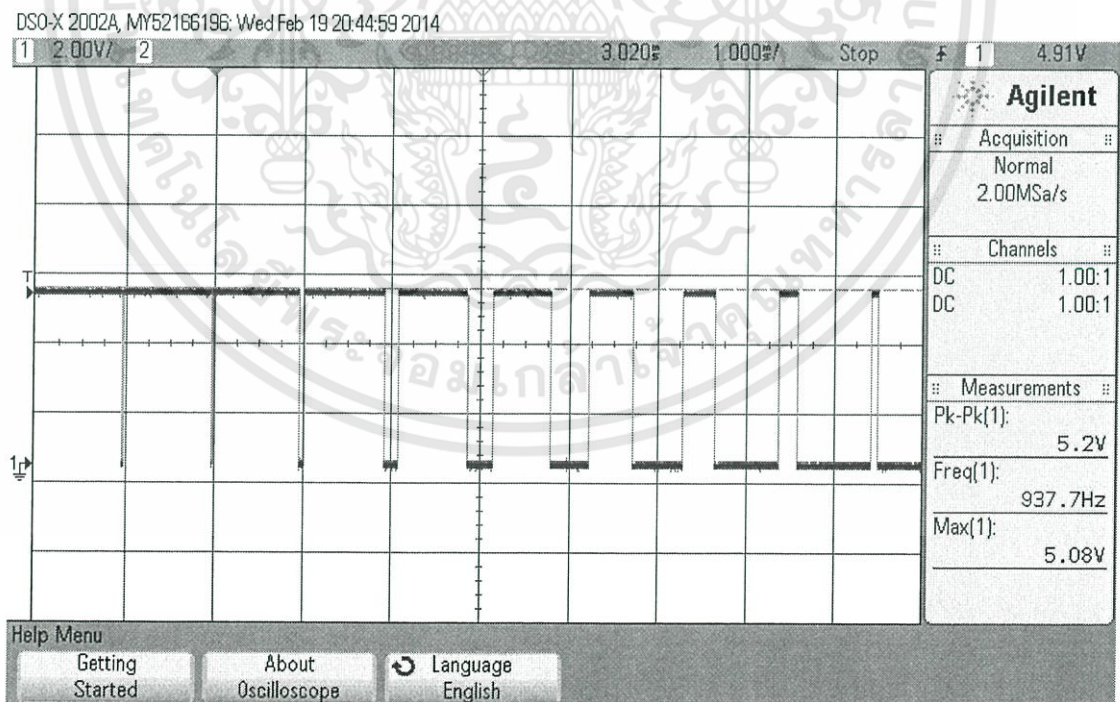 DSO-X 2002A, MY52166196: Wed Feb 19 20:44:59 2014
1 2.00V/ 2 3.020ms 1.000ms/ Stop 1 4.91V
Agilent
Acquisition
Normal
2.00MSa/s
Channels
DC 1.00:1
DC 1.00:1
Measurements
Pk-Pk(1):
5.2V
Freq(1):
937.7Hz
Max(1):
5.08V
T
1
Help Menu
Getting Started
About Oscilloscope
Language English